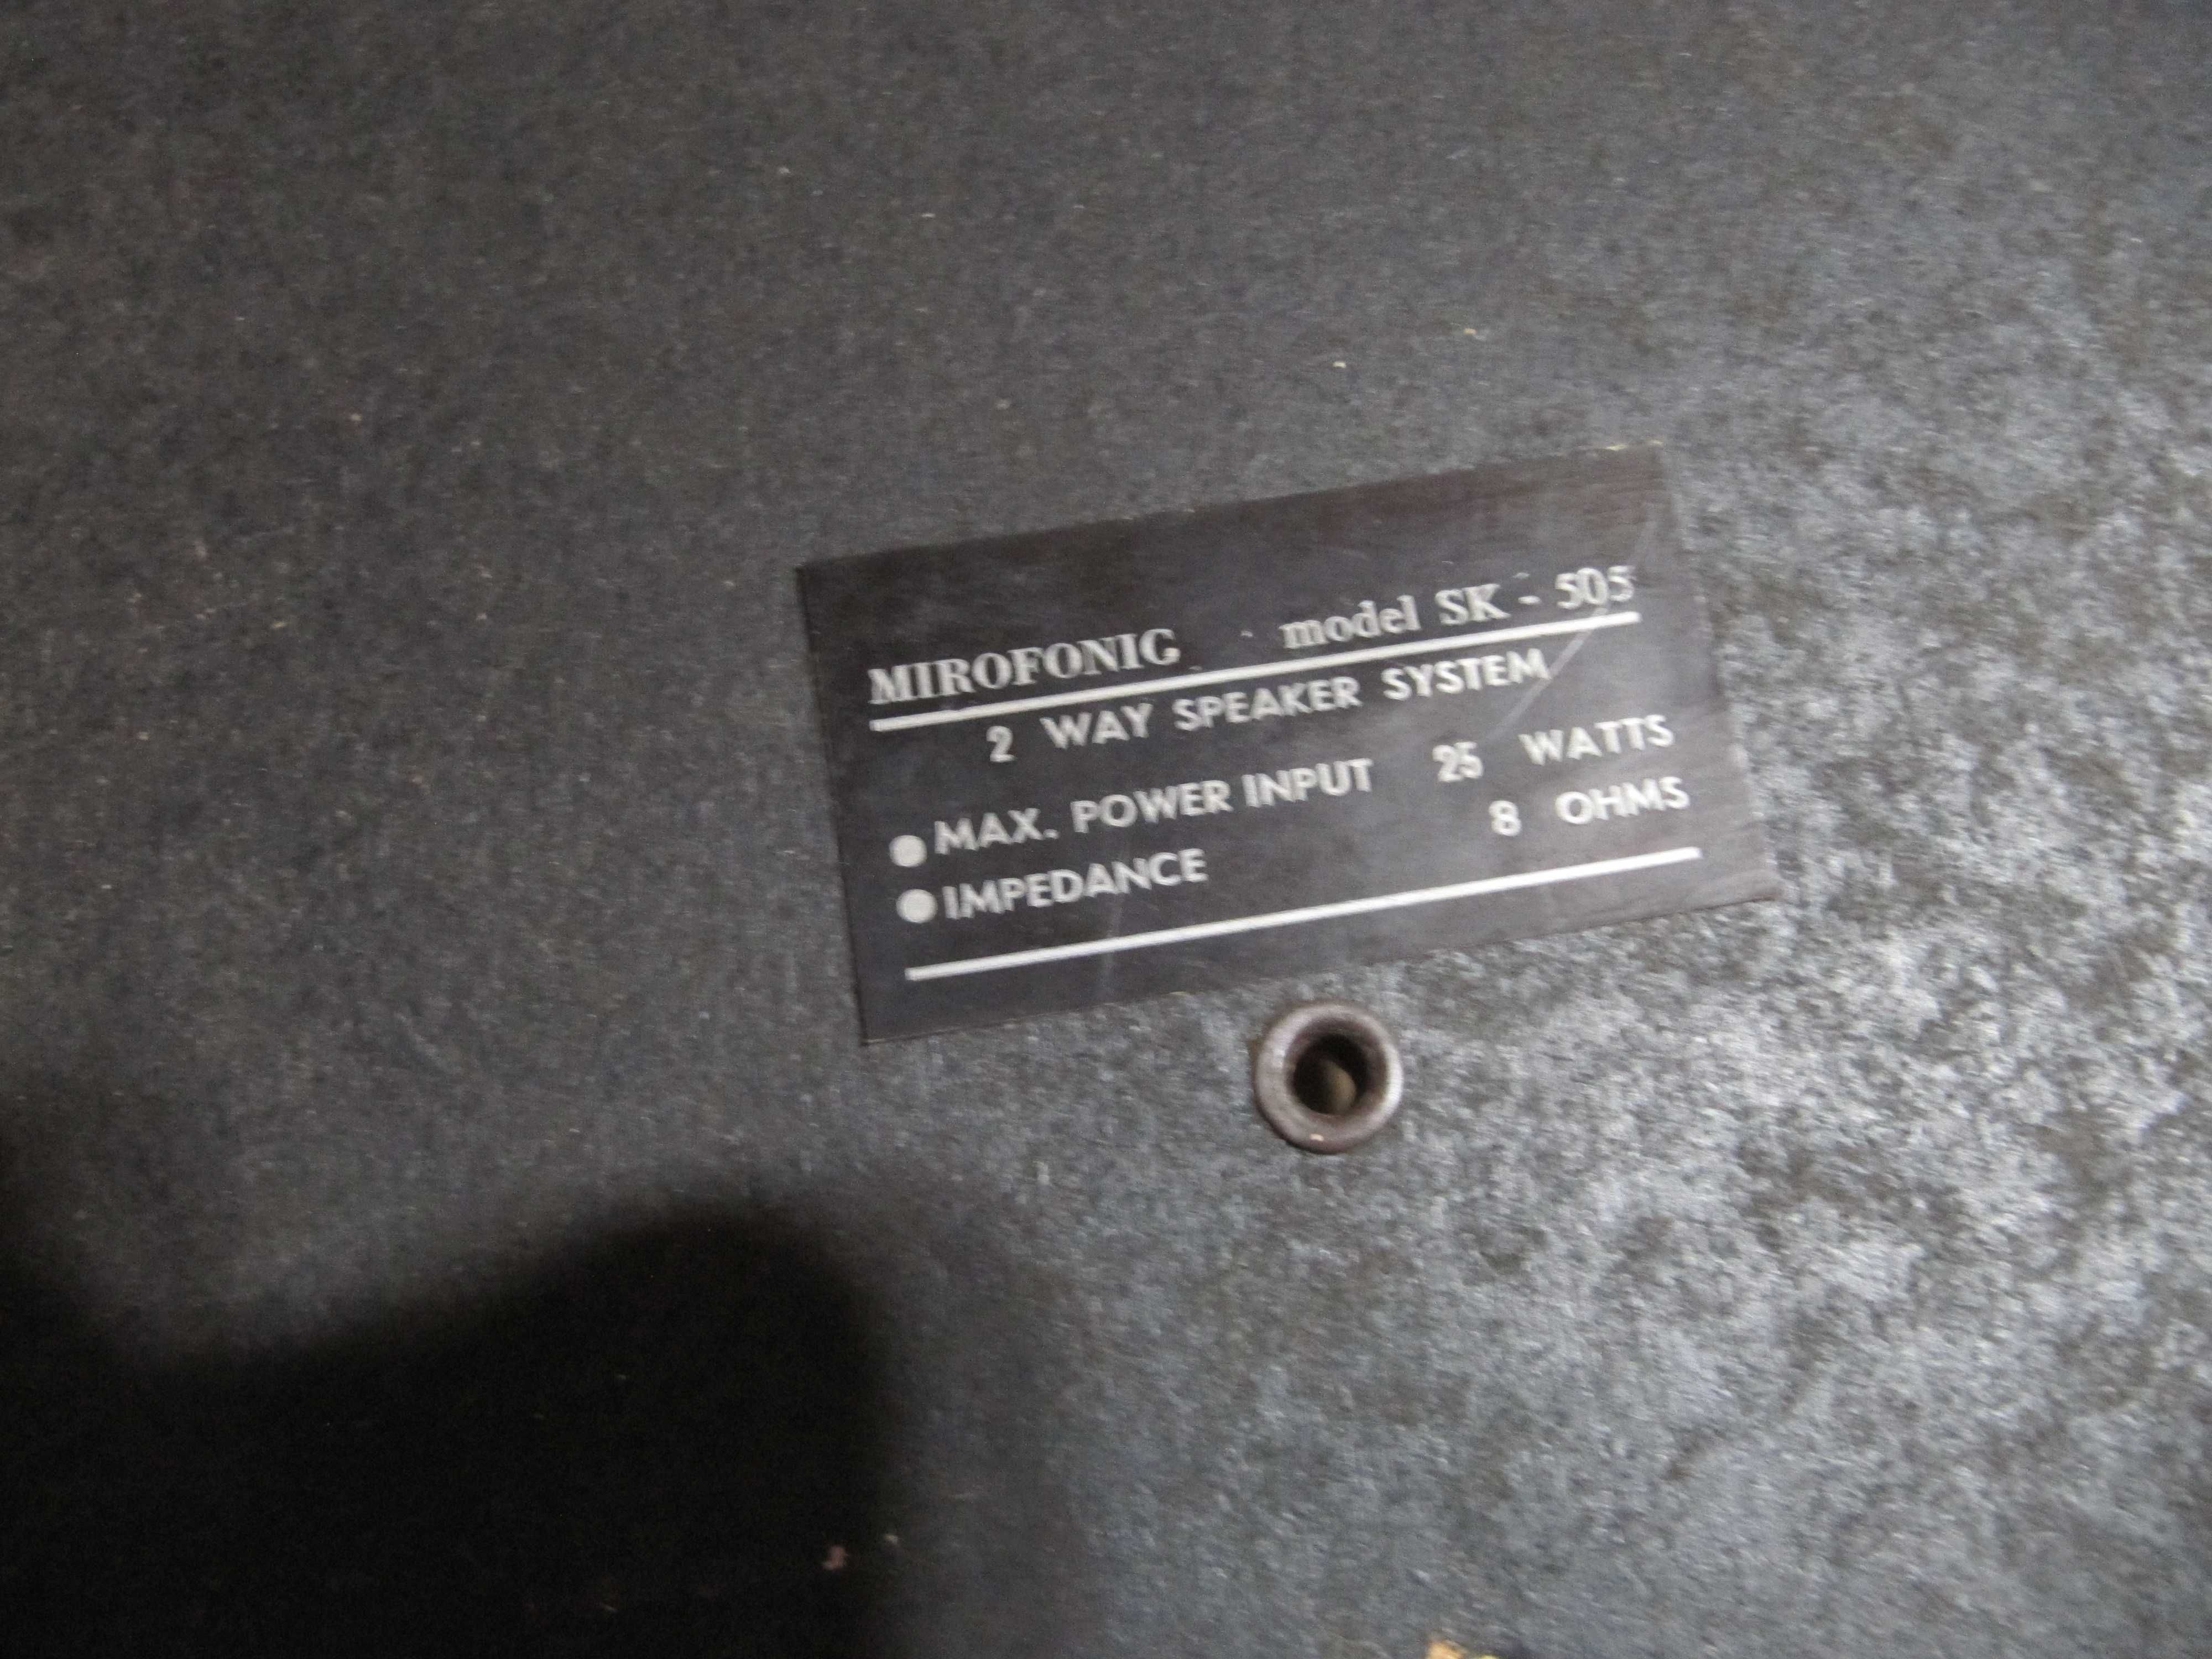 MIROFONIC model SK - 505
2 WAY SPEAKER SYSTEM
● MAX. POWER INPUT 25 WATTS
● IMPEDANCE 8 OHMS